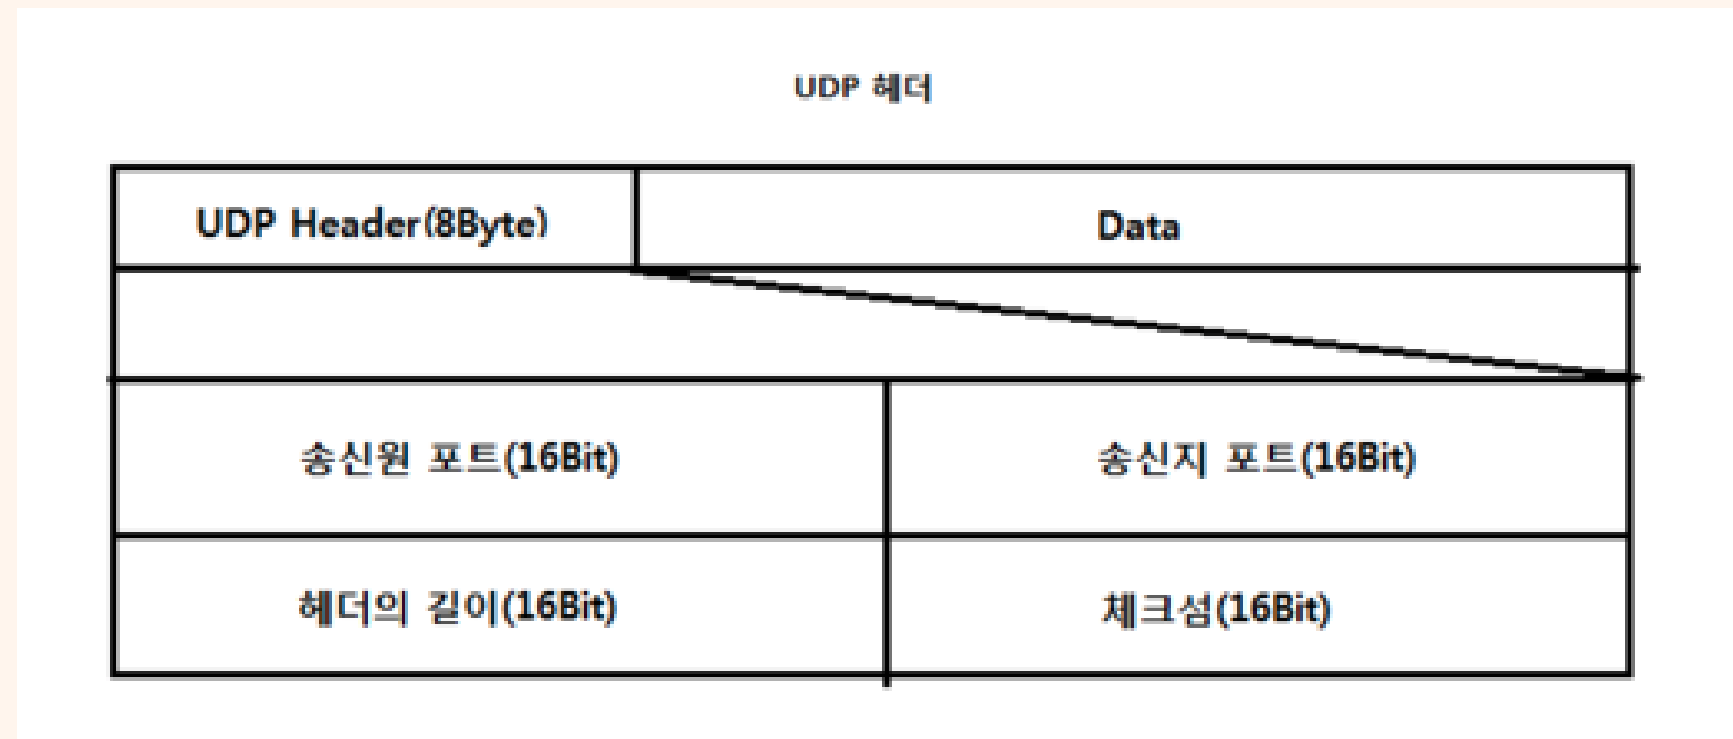 UDP 헤더
UDP Header(8Byte)
Data
송신원 포트(16Bit)
송신지 포트(16Bit)
헤더의 길이(16Bit)
체크섬(16Bit)